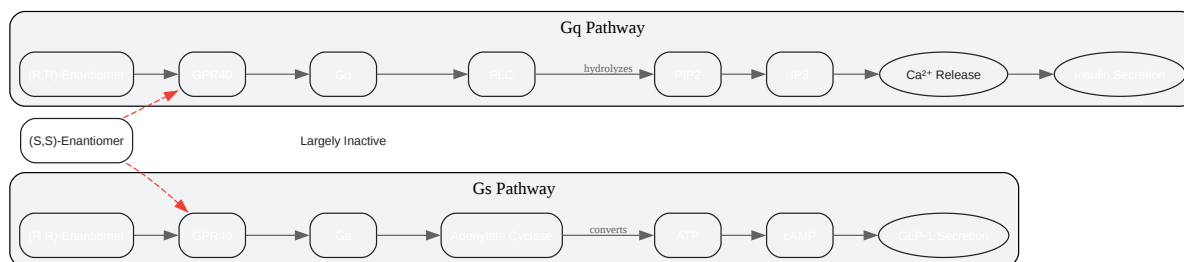 Gq Pathway
(R,R)-Enantiomer
GPR40
Gq
PLC
hydrolyzes
PIP2
IP3
Ca²⁺ Release
Insulin Secretion
(S,S)-Enantiomer
Largely Inactive
Gs Pathway
(R,R)-Enantiomer
GPR40
Gs
Adenylate Cyclase
converts
ATP
cAMP
GLP-1 Secretion